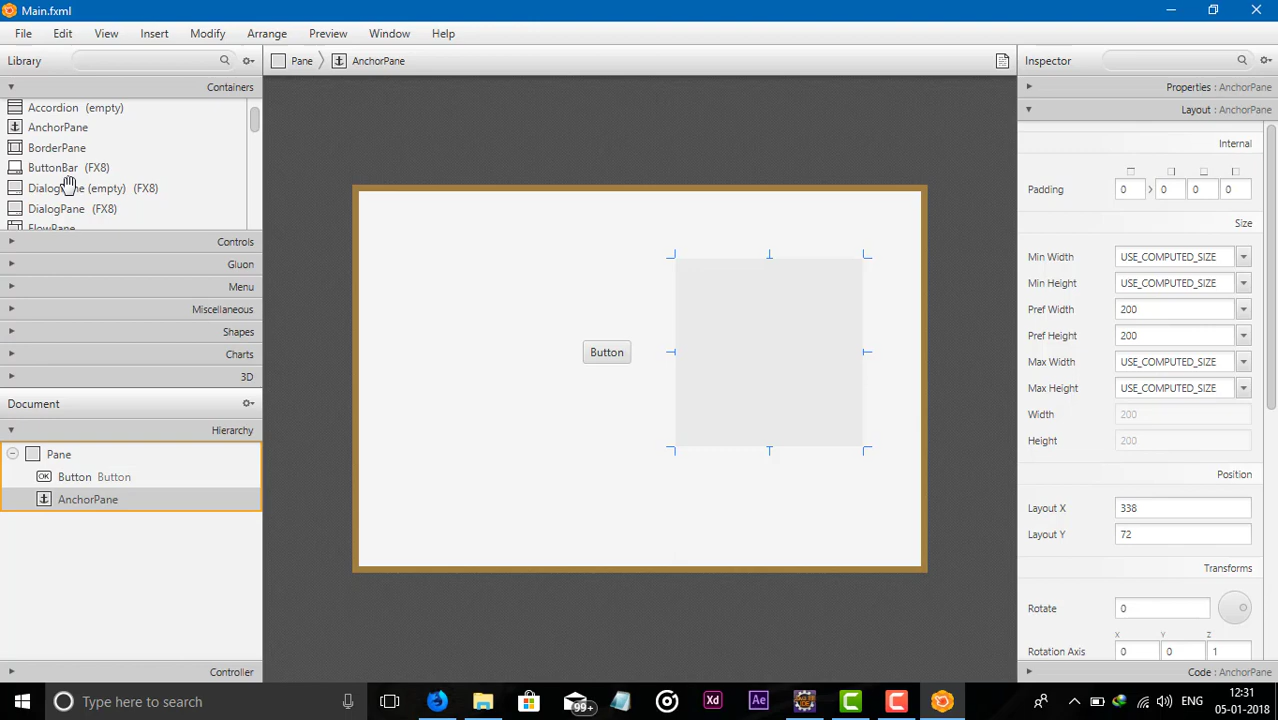 Main.fxml
File Edit View Insert Modify Arrange Preview Window Help
Library
Containers
Accordion (empty)
AnchorPane
BorderPane
ButtonBar (FX8)
(empty) (FX8)
DialogPane (FX8)
FlowPane
Controls
Gluon
Menu
Miscellaneous
Shapes
Charts
3D
Document
Hierarchy
Pane
Button Button
AnchorPane
Controller
Pane AnchorPane
Button
Inspector
Properties : AnchorPane
Layout : AnchorPane
Internal
Padding 0 0 0 0
Size
Min Width USE_COMPUTED_SIZE
Min Height USE_COMPUTED_SIZE
Pref Width 200
Pref Height 200
Max Width USE_COMPUTED_SIZE
Max Height USE_COMPUTED_SIZE
Width 200
Height 200
Position
Layout X 338
Layout Y 72
Transforms
Rotate 0
X Y Z
Rotation Axis 0 0 1
Code : AnchorPane
Type here to search
99+
Xd
Ae
ENG
12:31
05-01-2018